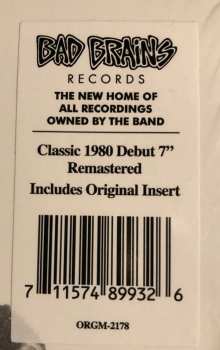 BAD BRAINS
RECORDS
THE NEW HOME OF
ALL RECORDINGS
OWNED BY THE BAND
Classic 1980 Debut 7”
Remastered
Includes Original Insert
7 11574 89932 6
ORGM-2178